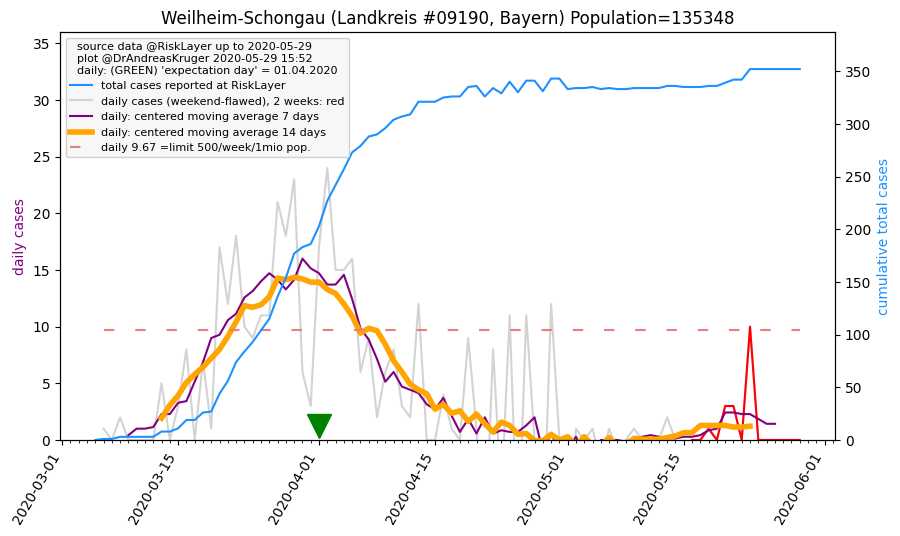 Weilheim-Schongau (Landkreis #09190, Bayern) Population=135348
source data @RiskLayer up to 2020-05-29
plot @DrAndreasKruger 2020-05-29 15:52
daily: (GREEN) 'expectation day' = 01.04.2020
total cases reported at RiskLayer
daily cases (weekend-flawed), 2 weeks: red
daily: centered moving average 7 days
daily: centered moving average 14 days
daily 9.67 =limit 500/week/1mio pop.
daily cases
35
30
25
20
15
10
5
0
cumulative total cases
350
300
250
200
150
100
50
0
2020-03-01
2020-03-15
2020-04-01
2020-04-15
2020-05-01
2020-05-15
2020-06-01